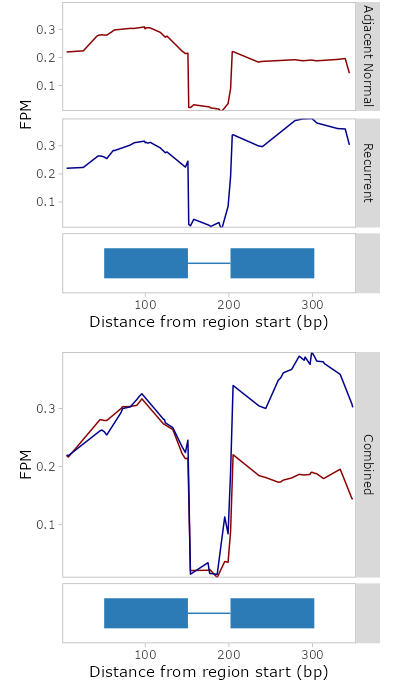 0.3
0.2
0.1
Adjacent Normal
FPM
0.3
0.2
0.1
Recurrent
100
200
300
Distance from region start (bp)
0.3
0.2
0.1
FPM
Combined
100
200
300
Distance from region start (bp)